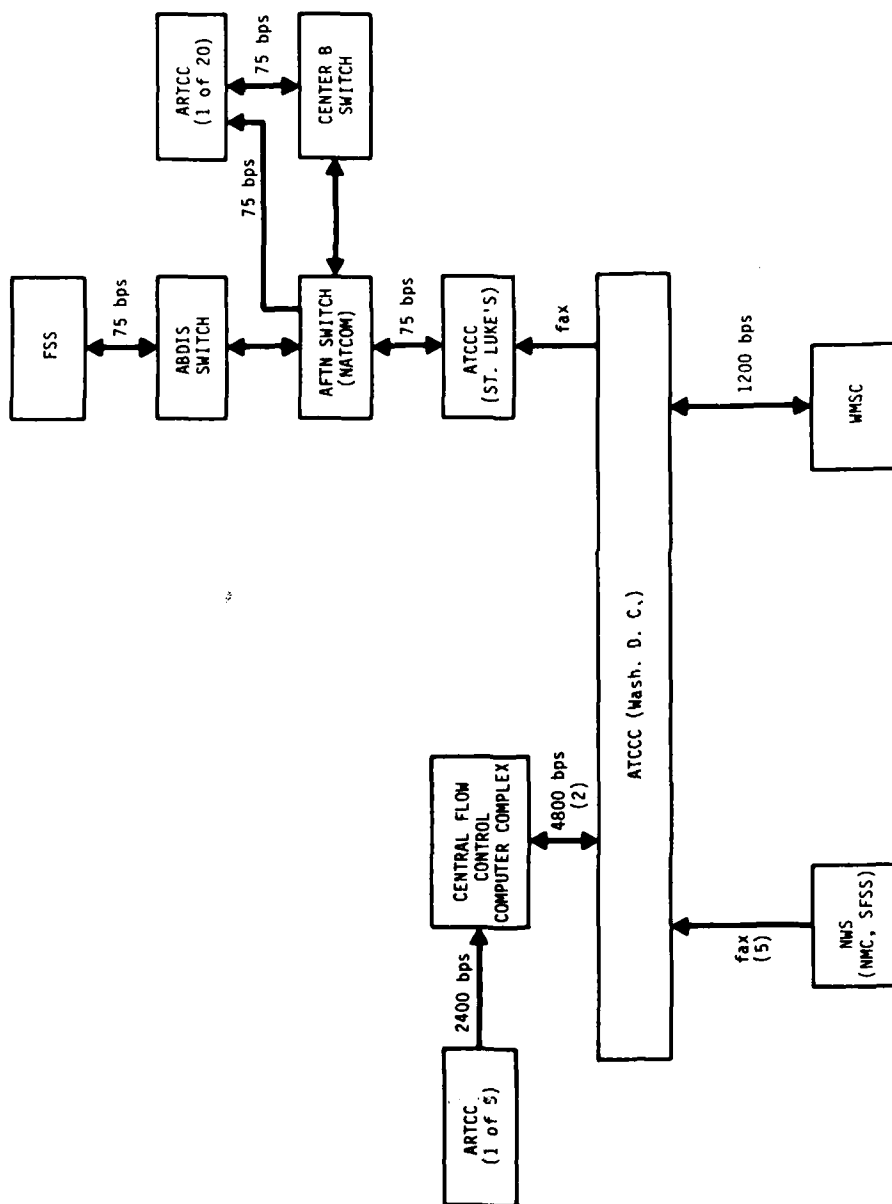 FSS
75 bps
ABDIS
SWITCH
ARTCC
(1 of 20)
75 bps
75 bps
AFTN SWITCH
(NATCOM)
CENTER B
SWITCH
75 bps
ATCCC
(ST. LUKE'S)
fax
ARTCC
(1 of 5)
2400 bps
CENTRAL FLOW
CONTROL
COMPUTER COMPLEX
4800 bps
(2)
ATCCC (Wash. D. C.)
fax
(5)
NWS
(NMC, SFSS)
1200 bps
WMSC